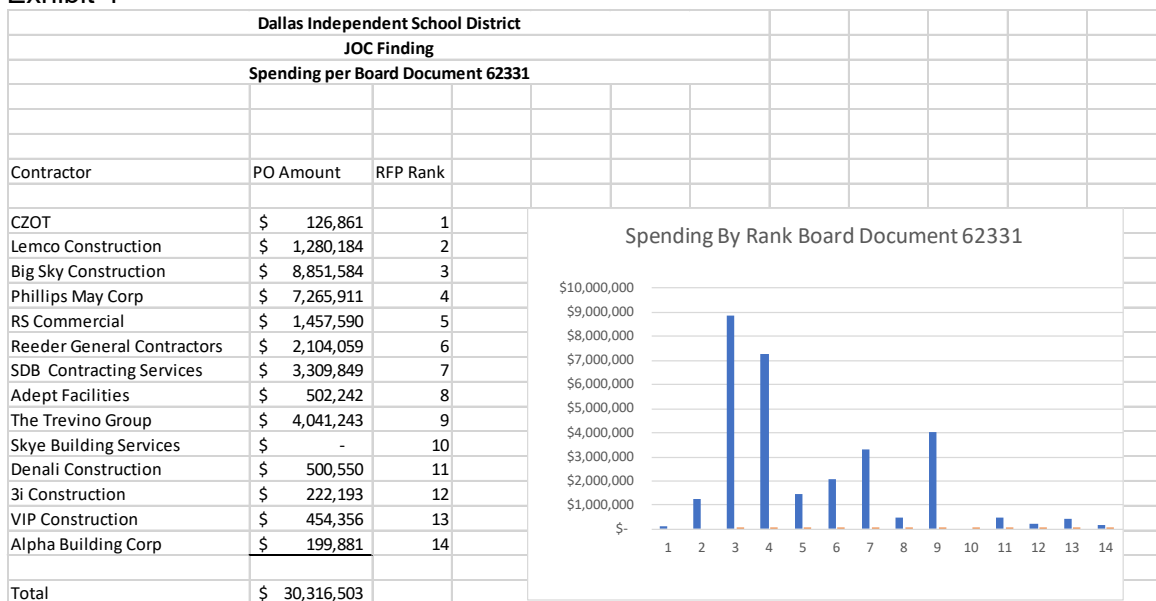 Dallas Independent School District
JOC Finding
Spending per Board Document 62331
Contractor PO Amount RFP Rank
CZOT $ 126,861 1
Lemco Construction $ 1,280,184 2
Big Sky Construction $ 8,851,584 3
Phillips May Corp $ 7,265,911 4
RS Commercial $ 1,457,590 5
Reeder General Contractors $ 2,104,059 6
SDB Contracting Services $ 3,309,849 7
Adept Facilities $ 502,242 8
The Trevino Group $ 4,041,243 9
Skye Building Services $ - 10
Denali Construction $ 500,550 11
3i Construction $ 222,193 12
VIP Construction $ 454,356 13
Alpha Building Corp $ 199,881 14
Total $ 30,316,503
Spending By Rank Board Document 62331
$10,000,000
$9,000,000
$8,000,000
$7,000,000
$6,000,000
$5,000,000
$4,000,000
$3,000,000
$2,000,000
$1,000,000
$-
1 2 3 4 5 6 7 8 9 10 11 12 13 14